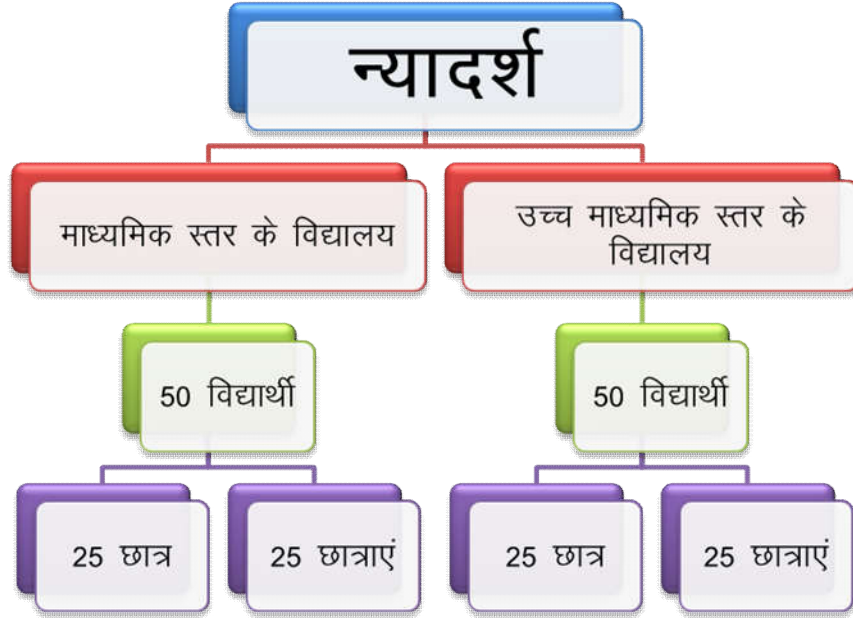 न्यादर्श
माध्यमिक स्तर के विद्यालय
उच्च माध्यमिक स्तर के
विद्यालय
50 विद्यार्थी
50 विद्यार्थी
25 छात्र
25 छात्राएं
25 छात्र
25 छात्राएं